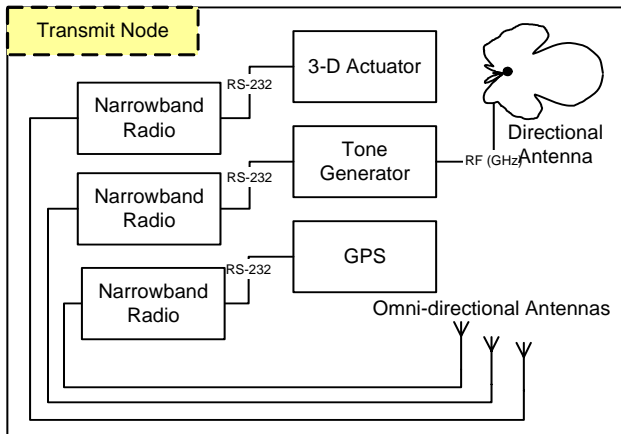 Transmit Node
3-D Actuator
RS-232
Narrowband
Radio
Directional
Antenna
Tone
Generator
RF (GHz)
RS-232
Narrowband
Radio
GPS
RS-232
Narrowband
Radio
Omni-directional Antennas